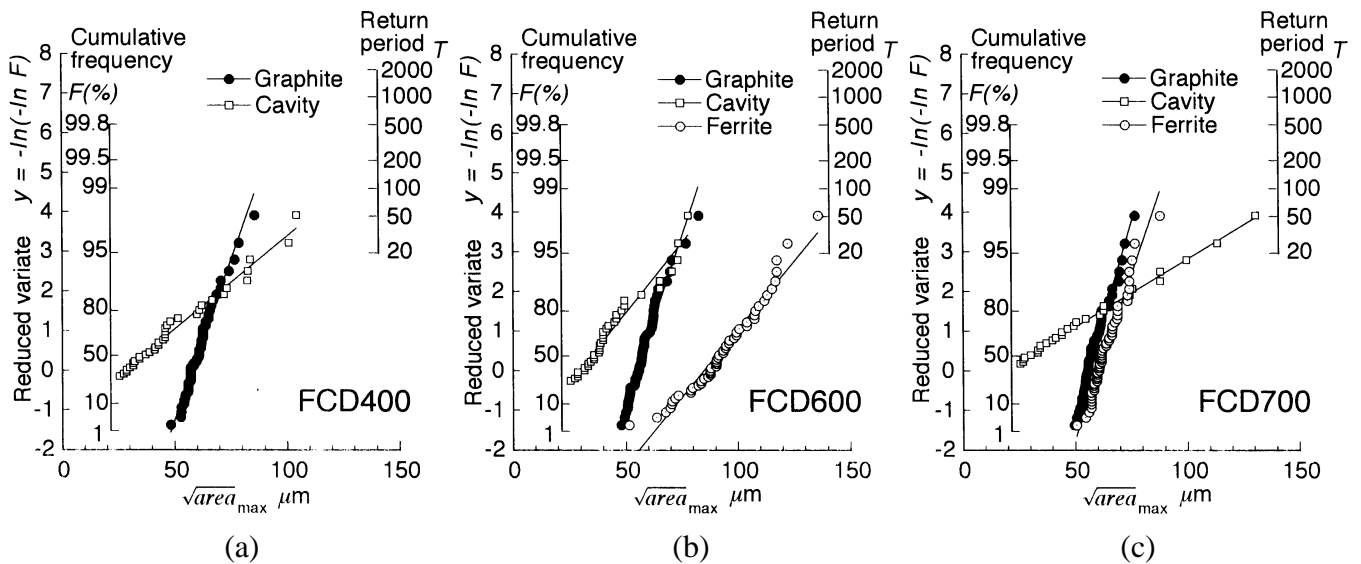 Cumulative
frequency
F(%)
Return
period T
Graphite
Cavity
Reduced variate y = -ln(-ln F)
8
7
6
5
4
3
2
1
0
-1
-2
99.8
99.5
99
95
80
50
10
1
2000
1000
500
200
100
50
20
FCD400
0 50 100 150
√area max μm
(a)
Cumulative
frequency
F(%)
Return
period T
Graphite
Cavity
Ferrite
Reduced variate y = -ln(-ln F)
8
7
6
5
4
3
2
1
0
-1
-2
99.8
99.5
99
95
80
50
10
1
2000
1000
500
200
100
50
20
FCD600
0 50 100 150
√area max μm
(b)
Cumulative
frequency
F(%)
Return
period T
Graphite
Cavity
Ferrite
Reduced variate y = -ln(-ln F)
8
7
6
5
4
3
2
1
0
-1
-2
99.8
99.5
99
95
80
50
10
1
2000
1000
500
200
100
50
20
FCD700
0 50 100 150
√area max μm
(c)